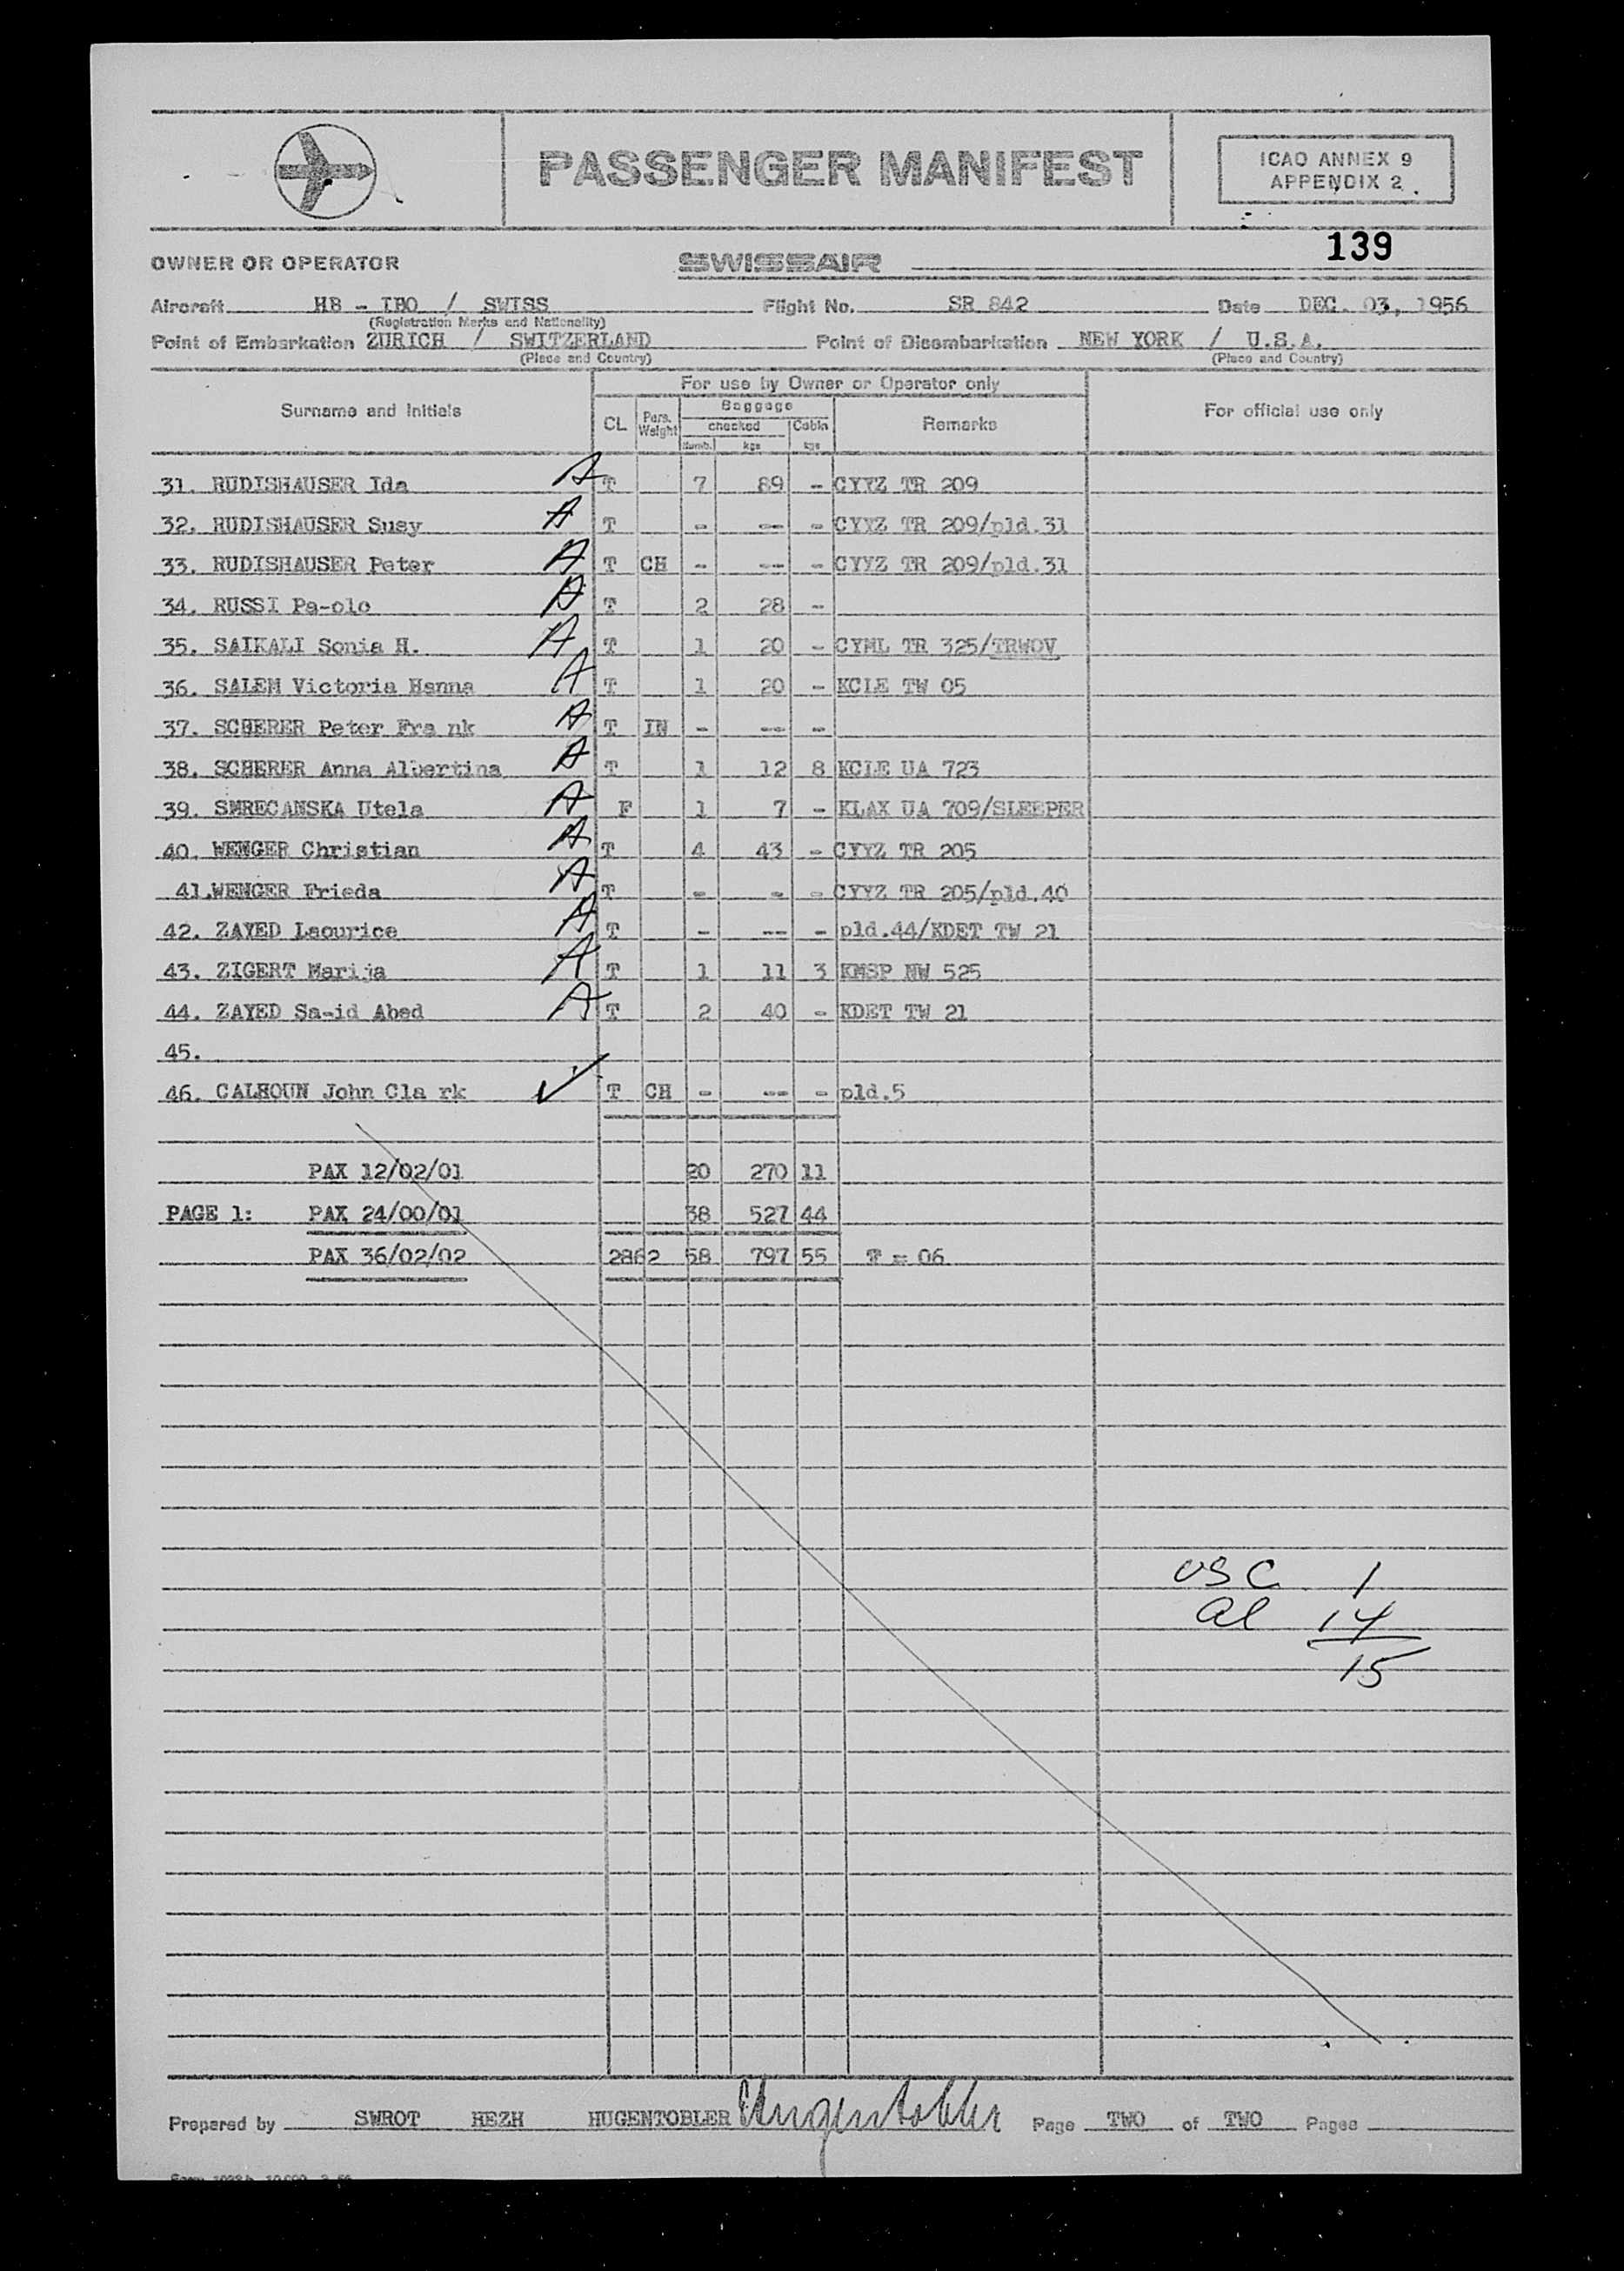 PASSENGER MANIFEST
ICAO ANNEX 9
APPENDIX 2
139
OWNER OR OPERATOR SWISSAIR
Aircraft HB - IBO / SWISS Flight No. SR 842 Date DEC. 03, 1956
(Registration Marks and Nationality)
Point of Embarkation ZURICH / SWITZERLAND Point of Disembarkation NEW YORK / U.S.A.
(Place and Country) (Place and Country)
For use by Owner or Operator only
Surname and Initials CL Pers. Weight Baggage checked Numb. kgs Cabin kgs Remarks For official use only
31. RUDISHAUSER Ida A T 7 89 - CYYZ TR 209
32. RUDISHAUSER Susy A T - -- - CYYZ TR 209/pld.31
33. RUDISHAUSER Peter A T CH - -- - CYYZ TR 209/pld.31
34. RUSSI Pa-olo A T 2 28 -
35. SAIKALI Sonia H. A T 1 20 - CYML TR 325/TRWOV
36. SALEM Victoria Hanna A T 1 20 - KCLE TW 05
37. SCHERER Peter Fra nk A T IN - -- -
38. SCHERER Anna Albertina A T 1 12 8 KCLE UA 723
39. SMRECANSKA Utela A F 1 7 - KLAX UA 709/SLEEPER
40. WENGER Christian A T 4 43 - CYYZ TR 205
41.WENGER Frieda A T - - - CYYZ TR 205/pld.40
42. ZAYED Laourice A T - -- - pld.44/KDET TW 21
43. ZIGERT Marija A T 1 11 3 KMSP NW 525
44. ZAYED Sa-id Abed A T 2 40 - KDET TW 21
45.
46. CALHOUN John Cla rk ✓ T CH - -- - pld.5
PAX 12/02/01 20 270 11
PAGE 1: PAX 24/00/01 38 527 44
PAX 36/02/02 2862 58 797 55 T = 06
USC 1
al 14
15
Prepared by SWROT HEZH HUGENTOBLER EHugentobler Page TWO of TWO Pages